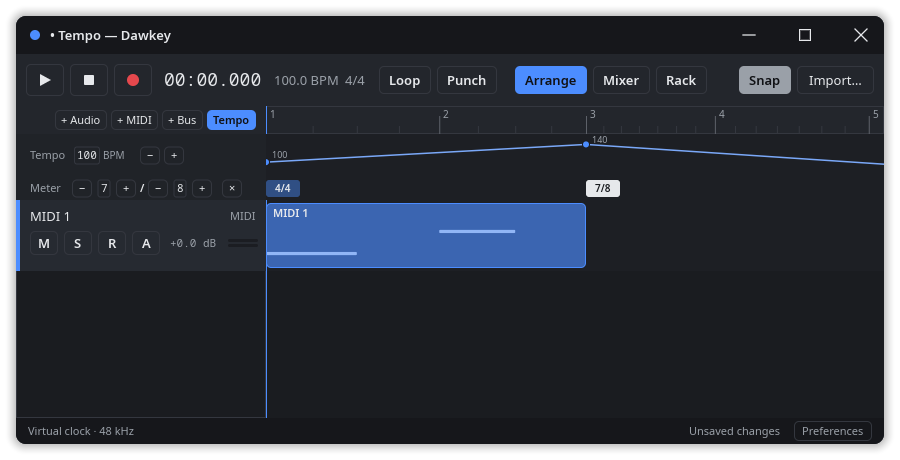 • Tempo — Dawkey
00:00.000 100.0 BPM 4/4 Loop Punch Arrange Mixer Rack Snap Import...
+ Audio + MIDI + Bus Tempo 1 2 3 4 5
Tempo 100 BPM − + 100 140
Meter − 7 + / − 8 + × 4/4 7/8
MIDI 1 MIDI MIDI 1
M S R A +0.0 dB
Virtual clock · 48 kHz Unsaved changes Preferences